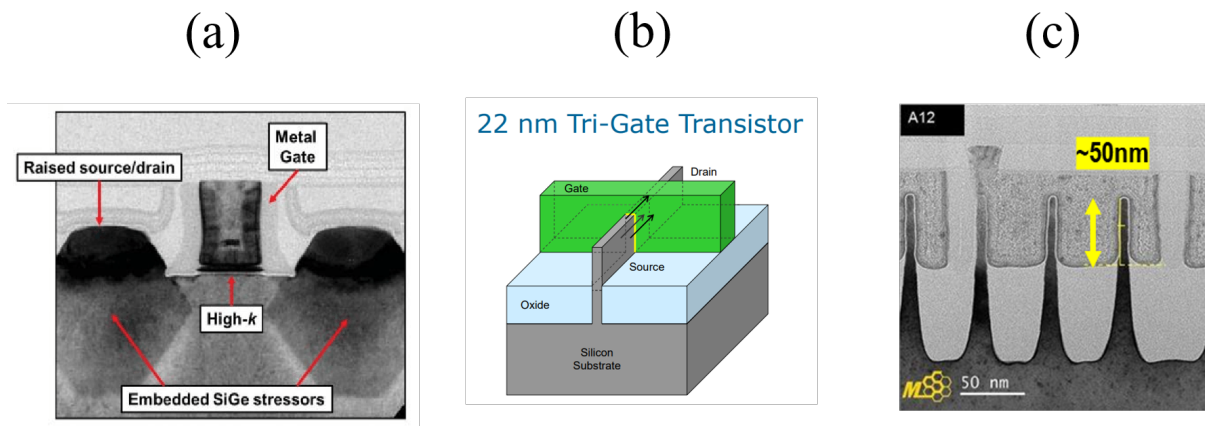 (a)
(b)
(c)
Raised source/drain
Metal
Gate
High-k
Embedded SiGe stressors
22 nm Tri-Gate Transistor
Drain
Gate
Source
Oxide
Silicon
Substrate
A12
~50nm
M
50 nm